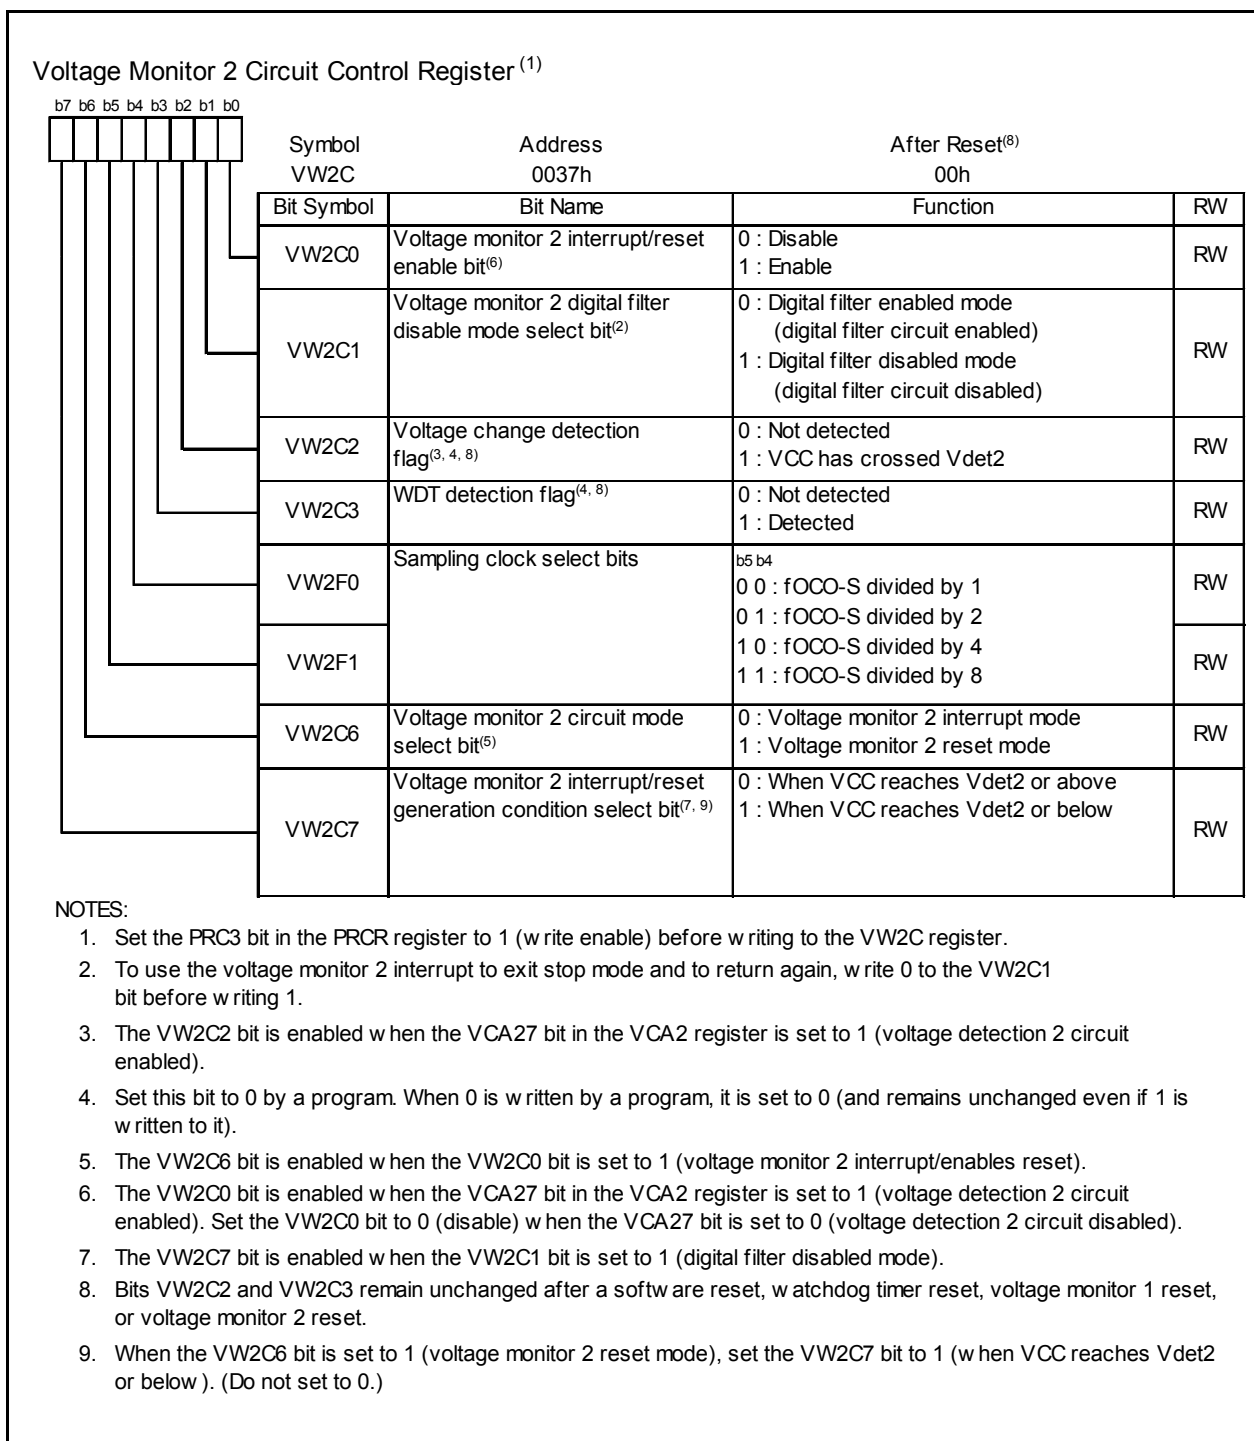 Voltage Monitor 2 Circuit Control Register (1)
b7 b6 b5 b4 b3 b2 b1 b0
Symbol Address After Reset(8)
VW2C 0037h 00h
Bit Symbol Bit Name Function RW
VW2C0 Voltage monitor 2 interrupt/reset 0 : Disable RW
enable bit(6) 1 : Enable
VW2C1 Voltage monitor 2 digital filter 0 : Digital filter enabled mode RW
disable mode select bit(2) (digital filter circuit enabled)
1 : Digital filter disabled mode
(digital filter circuit disabled)
VW2C2 Voltage change detection 0 : Not detected RW
flag(3, 4, 8) 1 : VCC has crossed Vdet2
VW2C3 WDT detection flag(4, 8) 0 : Not detected RW
1 : Detected
VW2F0 Sampling clock select bits b5 b4 RW
0 0 : fOCO-S divided by 1
0 1 : fOCO-S divided by 2
VW2F1 1 0 : fOCO-S divided by 4 RW
1 1 : fOCO-S divided by 8
VW2C6 Voltage monitor 2 circuit mode 0 : Voltage monitor 2 interrupt mode RW
select bit(5) 1 : Voltage monitor 2 reset mode
VW2C7 Voltage monitor 2 interrupt/reset 0 : When VCC reaches Vdet2 or above RW
generation condition select bit(7, 9) 1 : When VCC reaches Vdet2 or below
NOTES:
1. Set the PRC3 bit in the PRCR register to 1 (write enable) before writing to the VW2C register.
2. To use the voltage monitor 2 interrupt to exit stop mode and to return again, write 0 to the VW2C1
bit before writing 1.
3. The VW2C2 bit is enabled when the VCA27 bit in the VCA2 register is set to 1 (voltage detection 2 circuit
enabled).
4. Set this bit to 0 by a program. When 0 is written by a program, it is set to 0 (and remains unchanged even if 1 is
written to it).
5. The VW2C6 bit is enabled when the VW2C0 bit is set to 1 (voltage monitor 2 interrupt/enables reset).
6. The VW2C0 bit is enabled when the VCA27 bit in the VCA2 register is set to 1 (voltage detection 2 circuit
enabled). Set the VW2C0 bit to 0 (disable) when the VCA27 bit is set to 0 (voltage detection 2 circuit disabled).
7. The VW2C7 bit is enabled when the VW2C1 bit is set to 1 (digital filter disabled mode).
8. Bits VW2C2 and VW2C3 remain unchanged after a software reset, watchdog timer reset, voltage monitor 1 reset,
or voltage monitor 2 reset.
9. When the VW2C6 bit is set to 1 (voltage monitor 2 reset mode), set the VW2C7 bit to 1 (when VCC reaches Vdet2
or below). (Do not set to 0.)